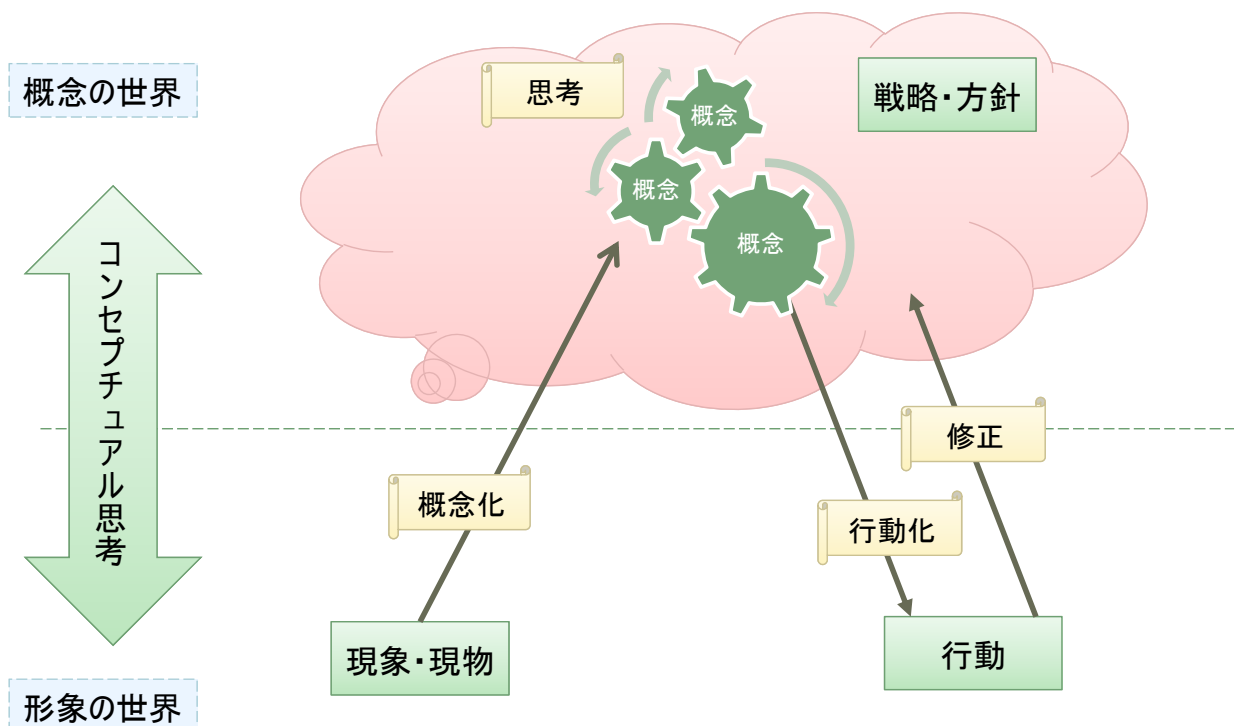 概念の世界
思考
概念
戦略・方針
概念
概念
コンセプチュアル思考
修正
概念化
行動化
現象・現物
行動
形象の世界